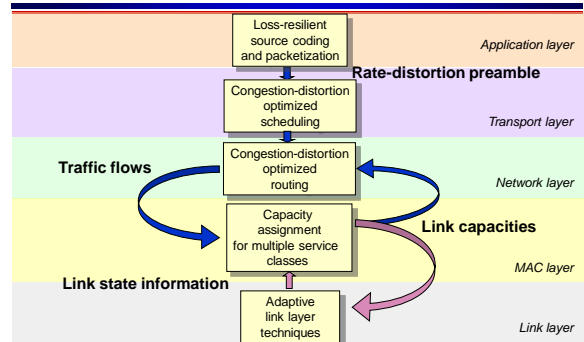 Loss-resilient
source coding
and packetization
Application layer
Rate-distortion preamble
Congestion-distortion
optimized
scheduling
Transport layer
Congestion-distortion
optimized
routing
Traffic flows
Network layer
Capacity
assignment
for multiple service
classes
Link capacities
MAC layer
Link state information
Adaptive
link layer
techniques
Link layer